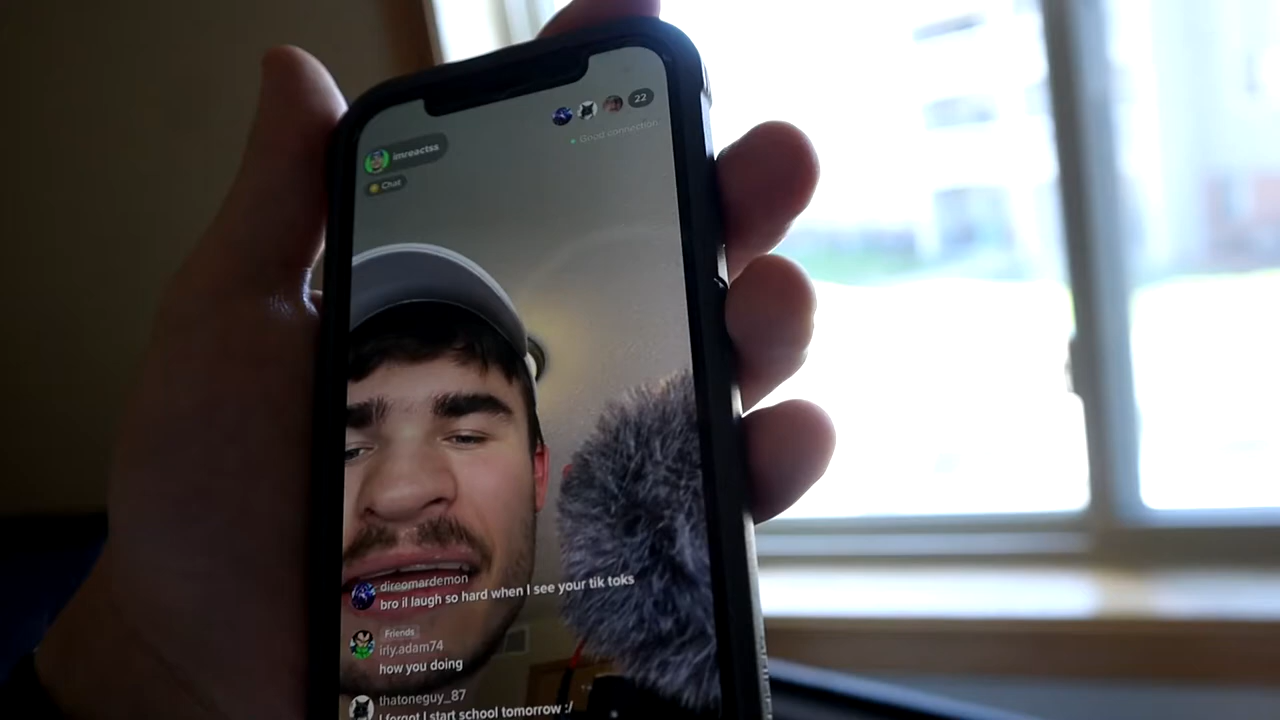 22
Good connection
imreactss
Chat
direomardemon
bro il laugh so hard when I see your tik toks
Friends
irly.adam74
how you doing
thatoneguy_87
I forgot I start school tomorrow :/